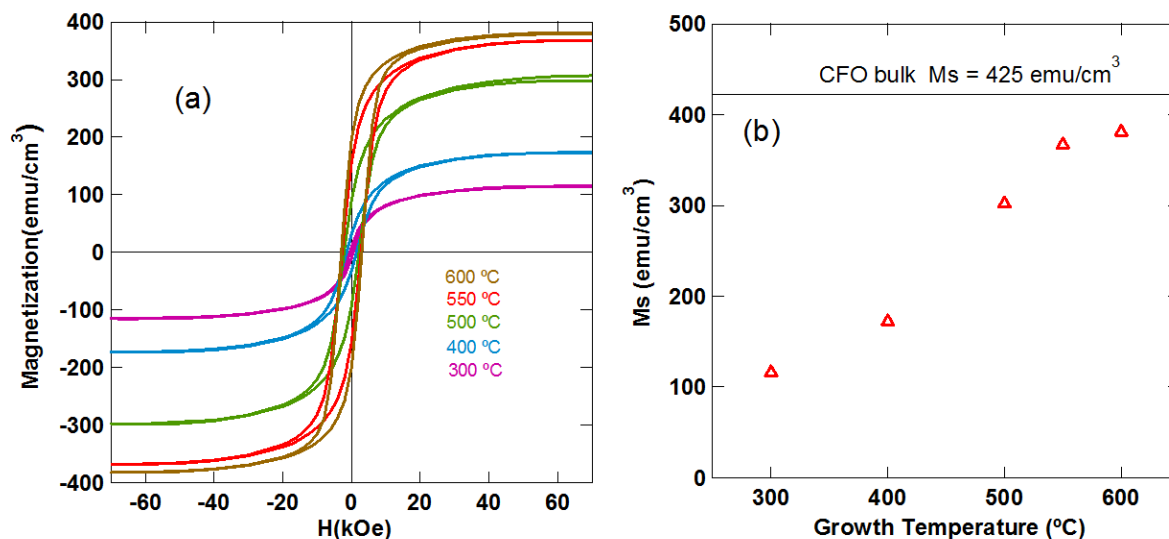 400
300
200
100
0
-100
-200
-300
-400
Magnetization(emu/cm³)
(a)
600 ºC
550 ºC
500 ºC
400 ºC
300 ºC
-60 -40 -20 0 20 40 60
H(kOe)
500
400
300
200
100
0
Ms (emu/cm³)
CFO bulk Ms = 425 emu/cm³
(b)
300 400 500 600
Growth Temperature (ºC)